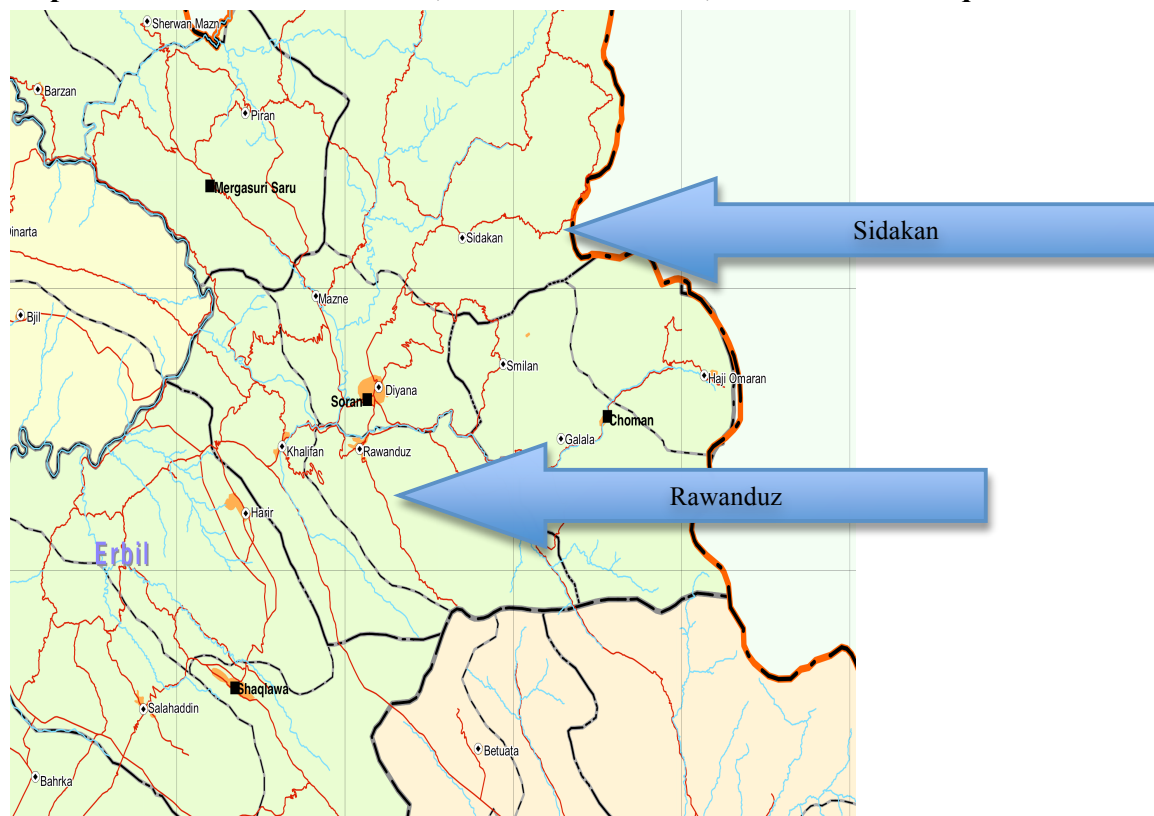 Sherwan Mazn
Barzan
Piran
Mergasuri Saru
Sidakan
Sidakan
Mazne
Bjil
Smilan
Haji Omaran
Diyana
Soran
Choman
Galala
Khalifan
Rawanduz
Rawanduz
Harir
Erbil
Shaqlawa
Salahaddin
Betuata
Bahrka